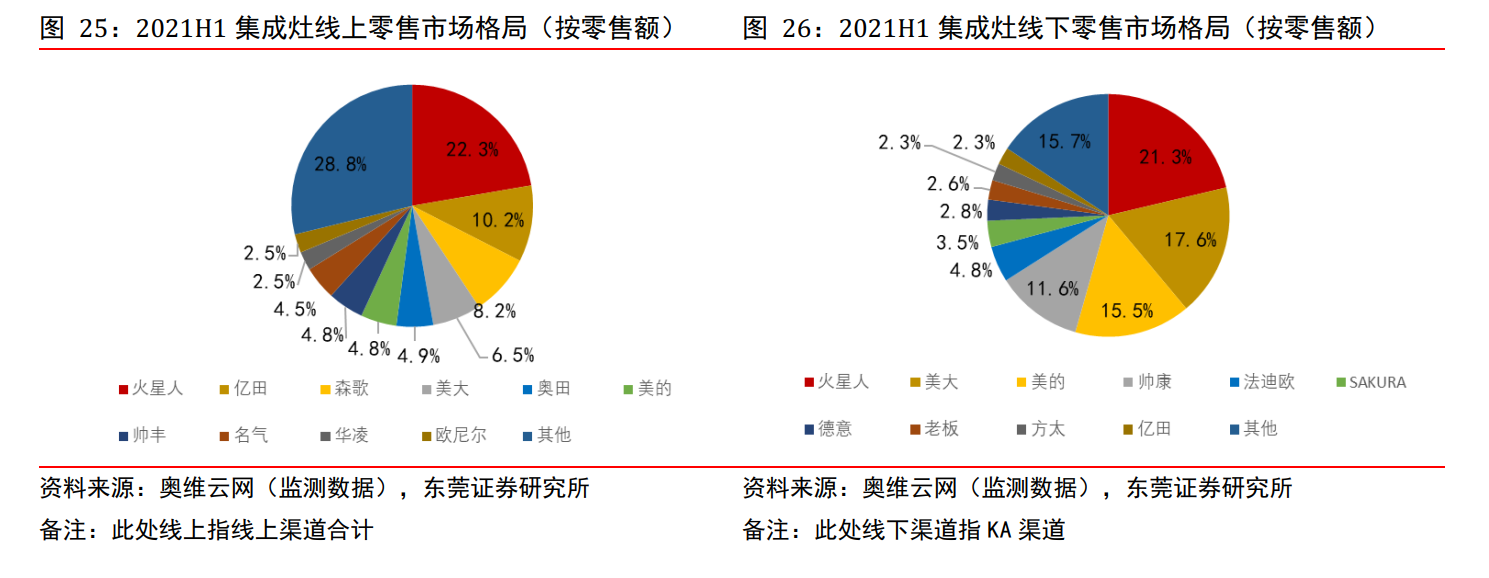 图 25：2021H1 集成灶线上零售市场格局（按零售额）
22.3%
10.2%
8.2%
6.5%
4.9%
4.8%
4.8%
4.5%
2.5%
2.5%
28.8%
火星人 亿田 森歌 美大 奥田 美的
帅丰 名气 华凌 欧尼尔 其他
资料来源：奥维云网（监测数据），东莞证券研究所
备注：此处线上指线上渠道合计
图 26：2021H1 集成灶线下零售市场格局（按零售额）
21.3%
17.6%
15.5%
11.6%
4.8%
3.5%
2.8%
2.6%
2.3%
2.3%
15.7%
火星人 美大 美的 帅康 法迪欧 SAKURA
德意 老板 方太 亿田 其他
资料来源：奥维云网（监测数据），东莞证券研究所
备注：此处线下渠道指 KA 渠道